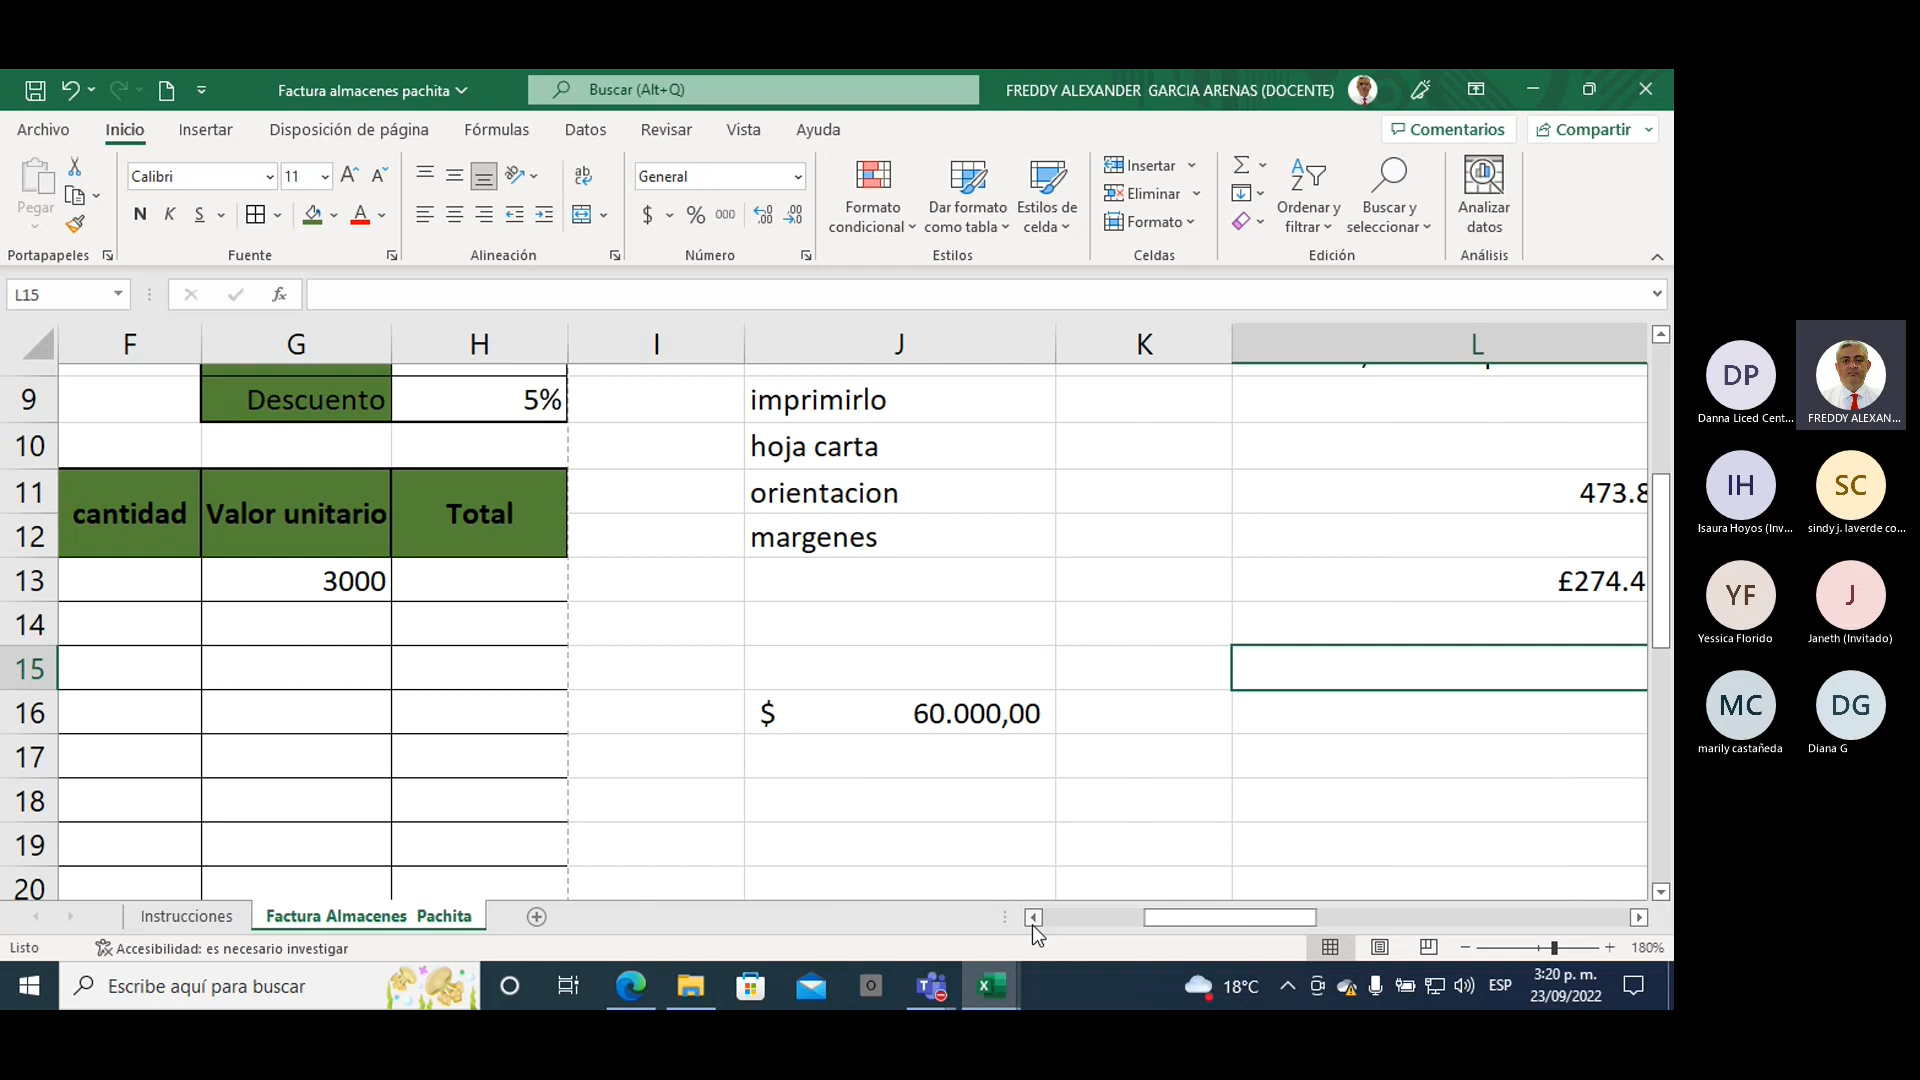 Factura almacenes pachita
Buscar (Alt+Q)
FREDDY ALEXANDER GARCIA ARENAS (DOCENTE)
Archivo Inicio Insertar Disposición de página Fórmulas Datos Revisar Vista Ayuda
Comentarios Compartir
Pegar
Portapapeles
Calibri 11
N K S
Fuente
ab
Alineación
General
$ % 000
Número
Formato condicional
Dar formato como tabla
Estilos de celda
Estilos
Insertar
Eliminar
Formato
Celdas
Ordenar y filtrar
Buscar y seleccionar
Edición
Analizar datos
Análisis
L15
fx
F G H I J K L
9 Descuento 5% imprimirlo
10 hoja carta
11 orientacion 473.8
12 margenes
cantidad Valor unitario Total
13 3000 £274.4
14
15
16 $ 60.000,00
17
18
19
20
Instrucciones Factura Almacenes Pachita
Listo Accesibilidad: es necesario investigar 180%
Escribe aquí para buscar
18°C ESP 3:20 p. m.
23/09/2022
DP
Danna Liced Cent...
FREDDY ALEXAN...
IH
Isaura Hoyos (Inv...
SC
sindy j. laverde co...
YF
Yessica Florido
J
Janeth (Invitado)
MC
marily castañeda
DG
Diana G